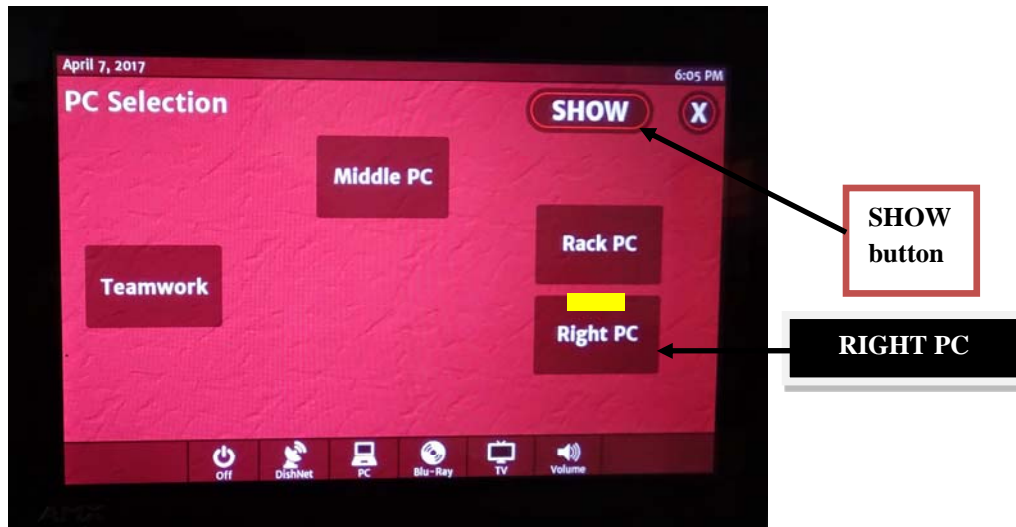 April 7, 2017
6:05 PM
PC Selection
SHOW
X
Middle PC
SHOW
button
Rack PC
Teamwork
Right PC
RIGHT PC
Off
DishNet
PC
Blu-Ray
TV
Volume
AMX